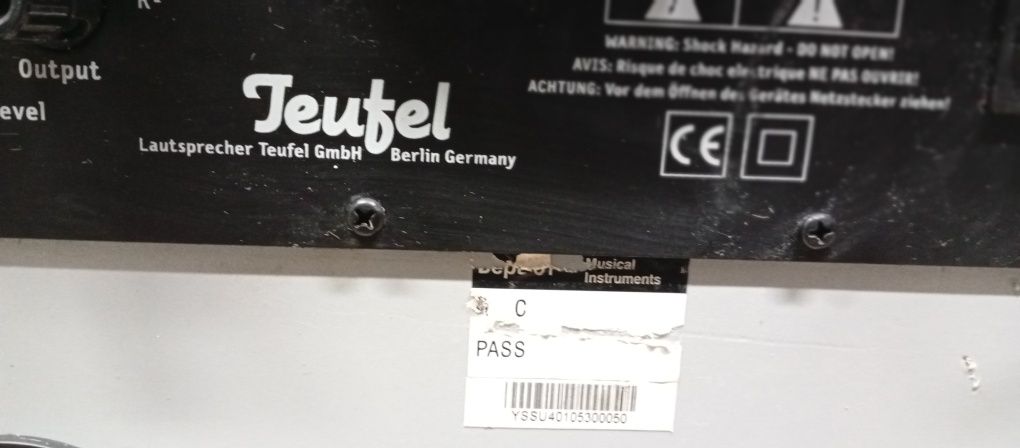 R-
Output
evel
Teufel
Lautsprecher Teufel GmbH Berlin Germany
WARNING: Shock Hazard - DO NOT OPEN!
AVIS: Risque de choc electrique NE PAS OUVRIR!
ACHTUNG: Vor dem Öffnen des Gerätes Netzstecker ziehen!
CE
Musical
Instruments
C
PASS
YSSU40105300050